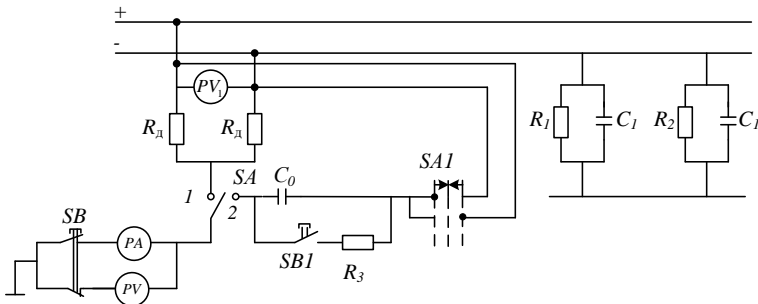 +
-
PV1
Rд
Rд
R1
C1
R2
C1
SA1
SA
C0
1
2
SB
PA
SB1
R3
PV